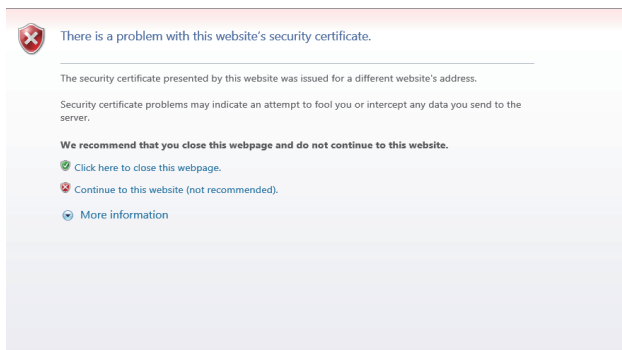 There is a problem with this website's security certificate.
The security certificate presented by this website was issued for a different website's address.
Security certificate problems may indicate an attempt to fool you or intercept any data you send to the
server.
We recommend that you close this webpage and do not continue to this website.
Click here to close this webpage.
Continue to this website (not recommended).
More information